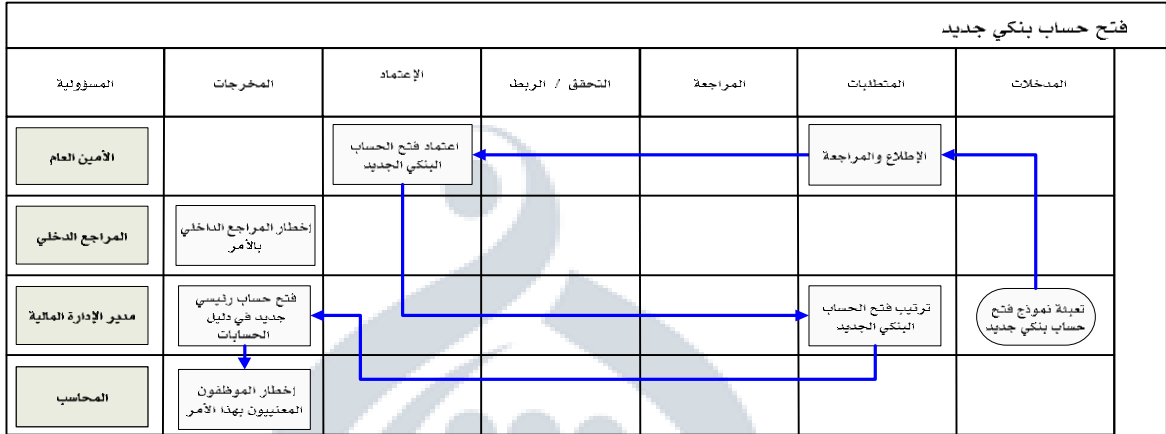 فتح حساب بنكي جديد
المدخلات
المتطلبات
المراجعة
التحقق / الربط
الإعتماد
المخرجات
المسؤولية
الإطلاع والمراجعة
اعتماد فتح الحساب
البنكي الجديد
الأمين العام
إخطار المراجع الداخلي
بالأمر
المراجع الدخلي
تعبئة نموذج فتح
حساب بنكي جديد
ترتيب فتح الحساب
البنكي الجديد
فتح حساب رئيسي
جديد في دليل
الحسابات
مدير الإدارة المالية
إخطار الموظفون
المعنييون بهذا الأمر
المحاسب